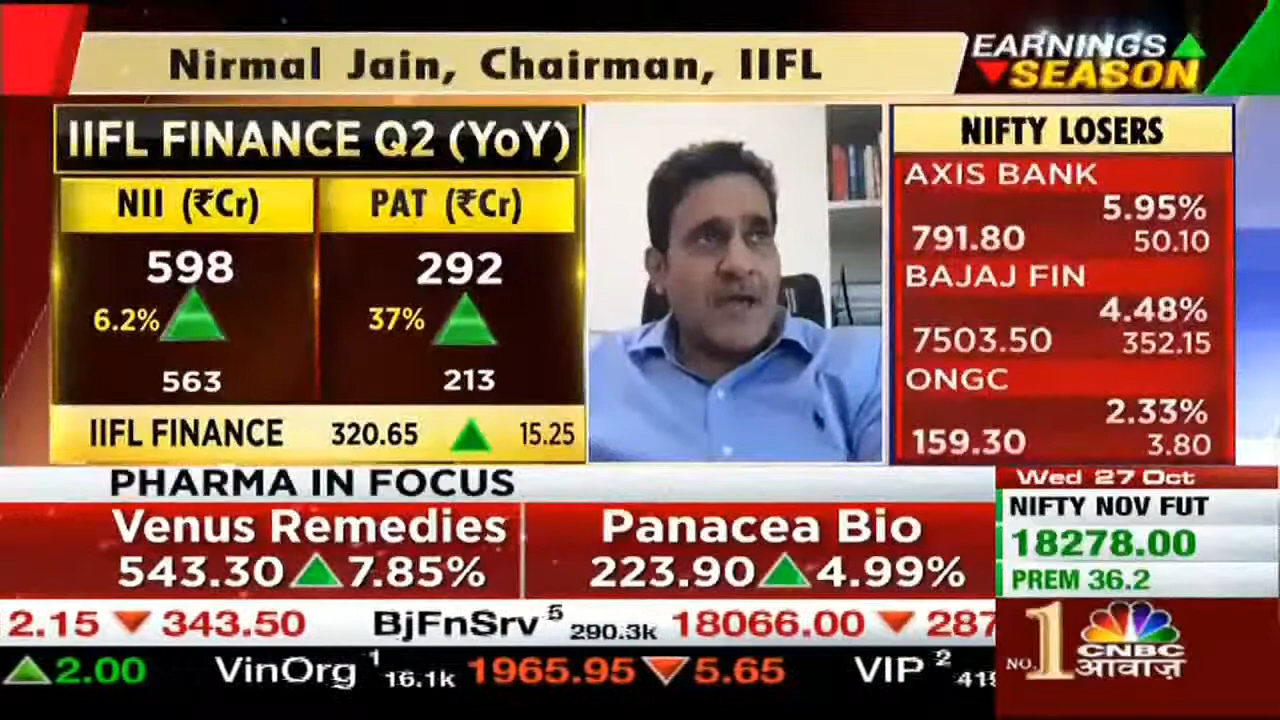 Nirmal Jain, Chairman, IIFL
EARNINGS
SEASON
IIFL FINANCE Q2 (YoY)
NII (₹Cr)
PAT (₹Cr)
598
292
6.2%
37%
563
213
IIFL FINANCE 320.65 15.25
NIFTY LOSERS
AXIS BANK
5.95%
791.80 50.10
BAJAJ FIN
4.48%
7503.50 352.15
ONGC
2.33%
159.30 3.80
PHARMA IN FOCUS
Venus Remedies
543.30 7.85%
Panacea Bio
223.90 4.99%
Wed 27 Oct
NIFTY NOV FUT
18278.00
PREM 36.2
2.15 343.50 BjFnSrv 5 290.3k 18066.00 287
2.00 VinOrg 1 16.1k 1965.95 5.65 VIP 2 419
NO.1
CNBC
आवाज़